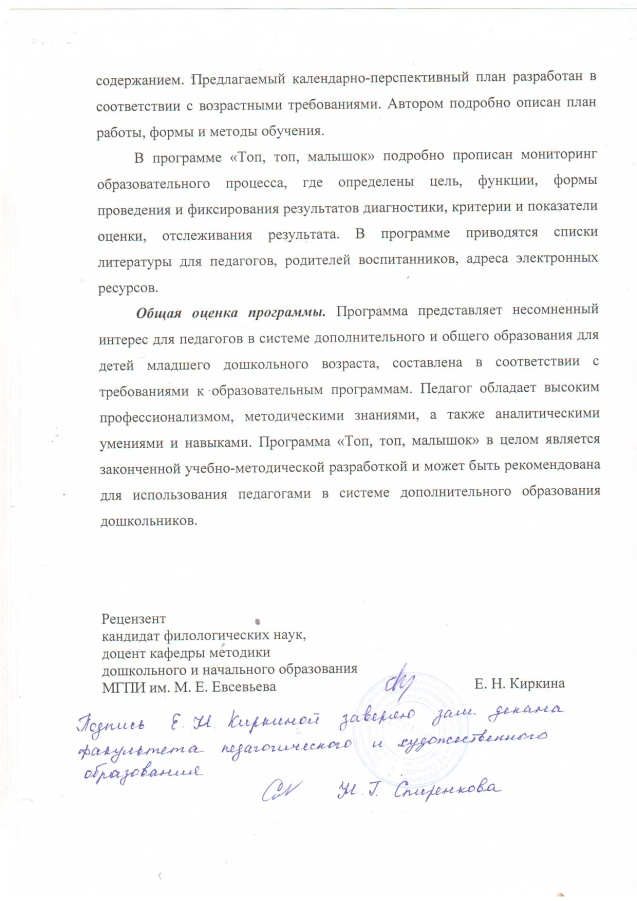 содержанием. Предлагаемый календарно-перспективный план разработан в
соответствии с возрастными требованиями. Автором подробно описан план
работы, формы и методы обучения.
В программе «Топ, топ, малышок» подробно прописан мониторинг
образовательного процесса, где определены цель, функции, формы
проведения и фиксирования результатов диагностики, критерии и показатели
оценки, отслеживания результата. В программе приводятся списки
литературы для педагогов, родителей воспитанников, адреса электронных
ресурсов.
Общая оценка программы. Программа представляет несомненный
интерес для педагогов в системе дополнительного и общего образования для
детей младшего дошкольного возраста, составлена в соответствии с
требованиями к образовательным программам. Педагог обладает высоким
профессионализмом, методическими знаниями, а также аналитическими
умениями и навыками. Программа «Топ, топ, малышок» в целом является
законченной учебно-методической разработкой и может быть рекомендована
для использования педагогами в системе дополнительного образования
дошкольников.
Рецензент
кандидат филологических наук,
доцент кафедры методики
дошкольного и начального образования
МГПИ им. М. Е. Евсевьева Е. Н. Киркина
Подпись Е. Н. Киркиной заверяю зам. декана
факультета педагогического и художественного
образования
Н. Г. Спиренкова